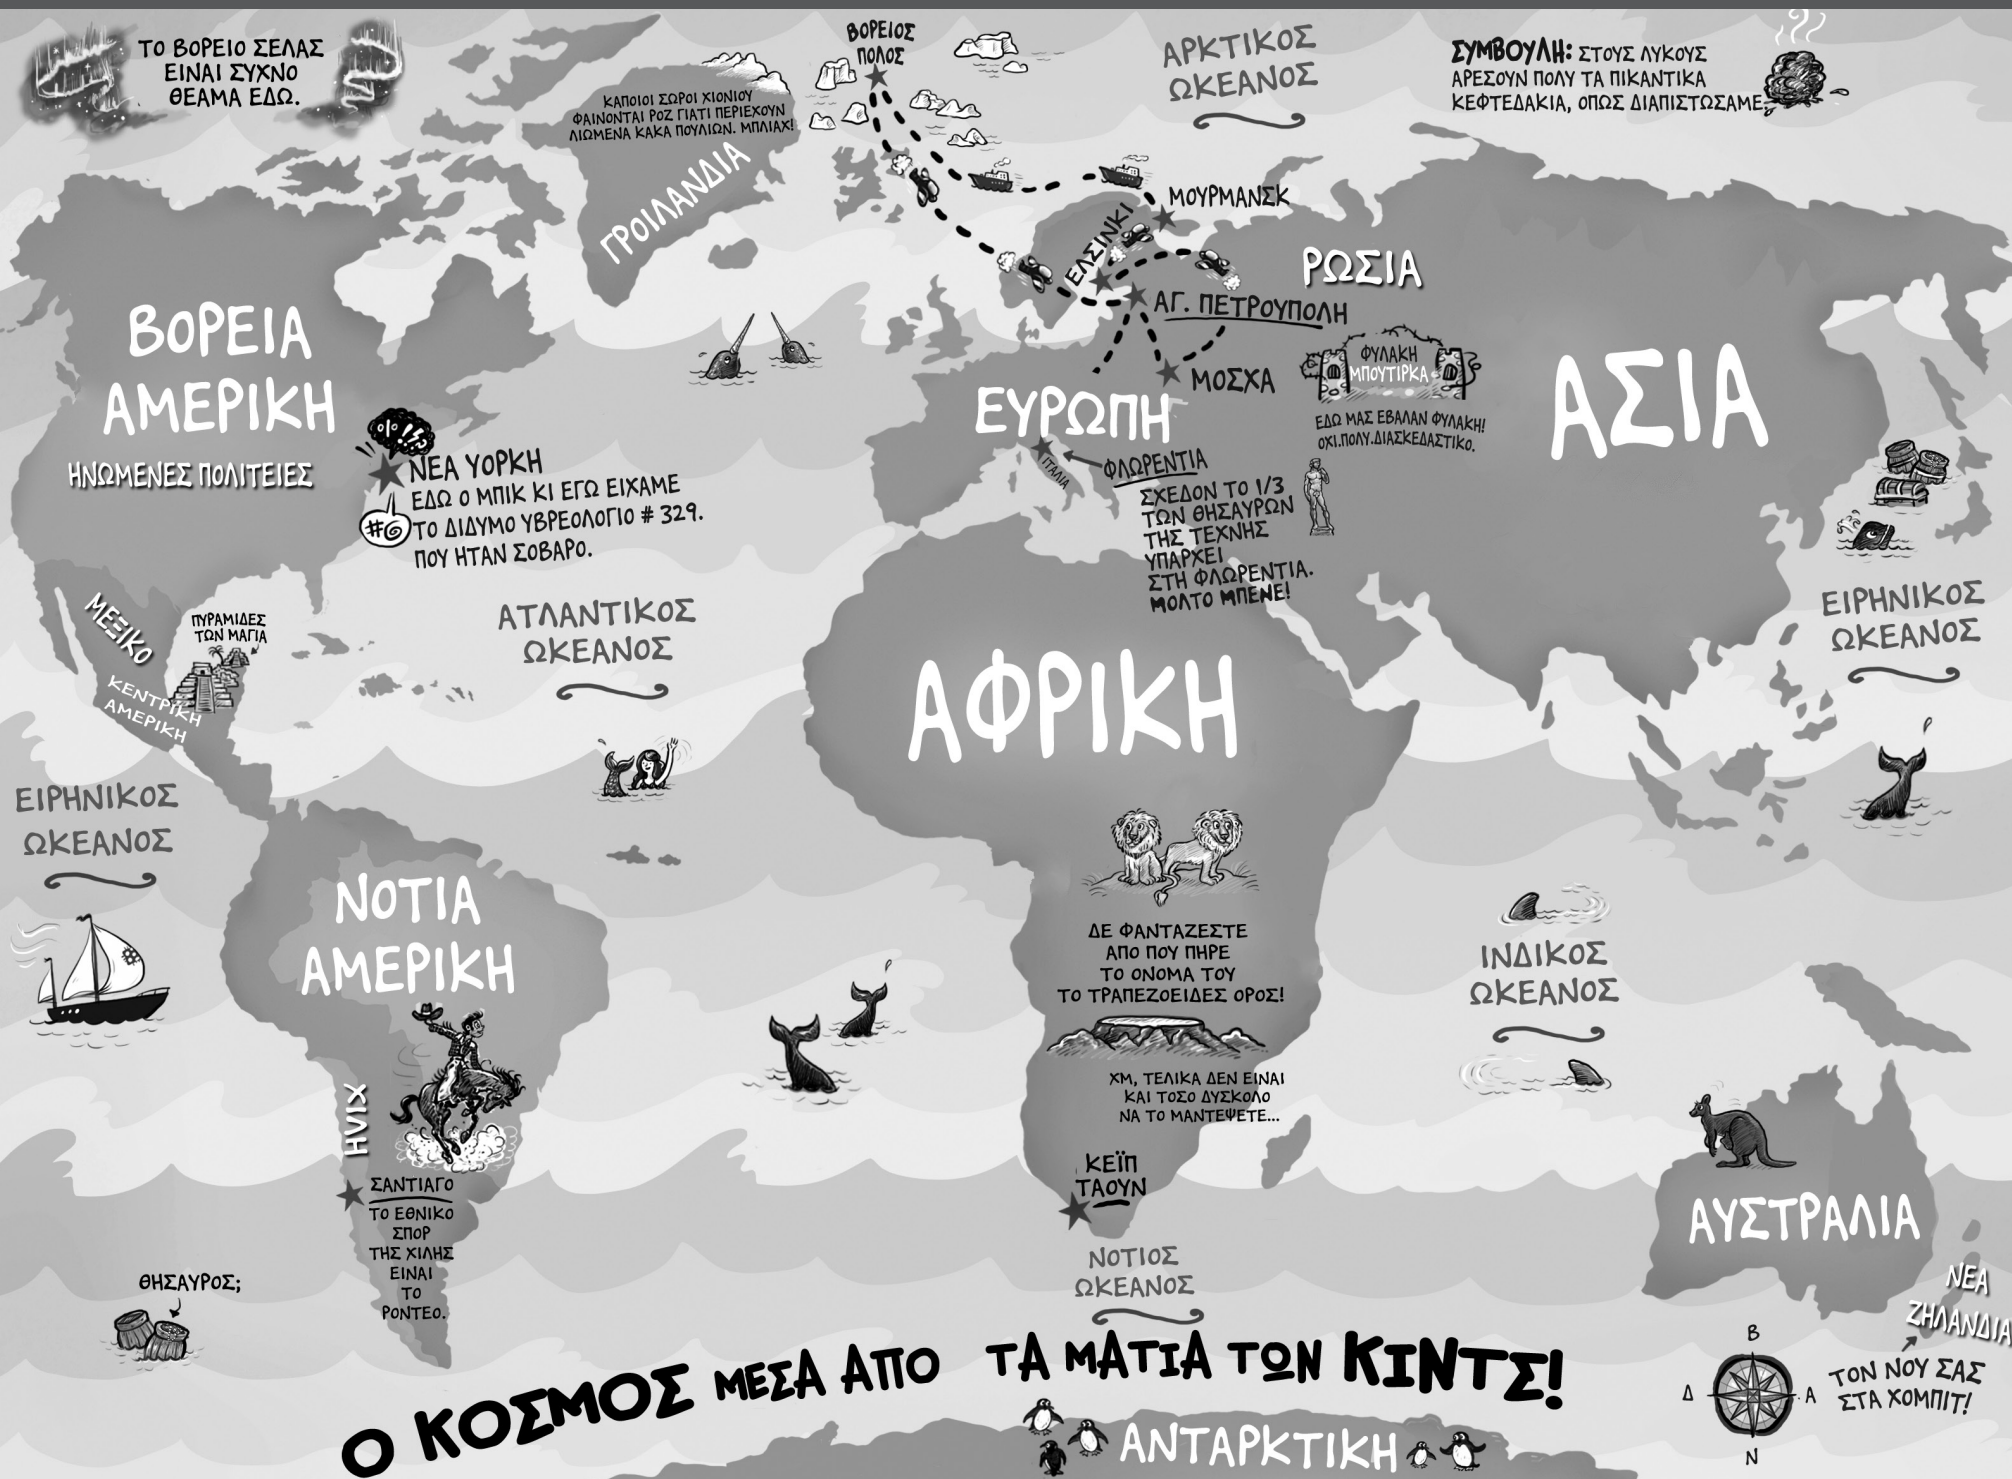 ΤΟ ΒΟΡΕΙΟ ΣΕΛΑΣ
ΕΙΝΑΙ ΣΥΧΝΟ
ΘΕΑΜΑ ΕΔΩ.
ΚΑΠΟΙΟΙ ΣΩΡΟΙ ΧΙΟΝΙΟΥ
ΦΑΙΝΟΝΤΑΙ ΡΟΖ ΓΙΑΤΙ ΠΕΡΙΕΧΟΥΝ
ΛΙΩΜΕΝΑ ΚΑΚΑ ΠΟΥΛΙΩΝ. ΜΠΛΙΑΧ!
ΓΡΟΙΛΑΝΔΙΑ
ΒΟΡΕΙΟΣ
ΠΟΛΟΣ
ΑΡΚΤΙΚΟΣ
ΩΚΕΑΝΟΣ
ΣΥΜΒΟΥΛΗ: ΣΤΟΥΣ ΛΥΚΟΥΣ
ΑΡΕΣΟΥΝ ΠΟΛΥ ΤΑ ΠΙΚΑΝΤΙΚΑ
ΚΕΦΤΕΔΑΚΙΑ, ΟΠΩΣ ΔΙΑΠΙΣΤΩΣΑΜΕ.
ΜΟΥΡΜΑΝΣΚ
ΕΛΣΙΝΚΙ
ΡΩΣΙΑ
ΑΓ. ΠΕΤΡΟΥΠΟΛΗ
ΜΟΣΧΑ
ΦΥΛΑΚΗ
ΜΠΟΥΤΙΡΚΑ
ΕΔΩ ΜΑΣ ΕΒΑΛΑΝ ΦΥΛΑΚΗ!
ΟΧΙ.ΠΟΛΥ.ΔΙΑΣΚΕΔΑΣΤΙΚΟ.
ΑΣΙΑ
ΒΟΡΕΙΑ
ΑΜΕΡΙΚΗ
ΗΝΩΜΕΝΕΣ ΠΟΛΙΤΕΙΕΣ
%!
#6
ΝΕΑ ΥΟΡΚΗ
ΕΔΩ Ο ΜΠΙΚ ΚΙ ΕΓΩ ΕΙΧΑΜΕ
ΤΟ ΔΙΔΥΜΟ ΥΒΡΕΟΛΟΓΙΟ # 329.
ΠΟΥ ΗΤΑΝ ΣΟΒΑΡΟ.
ΕΥΡΩΠΗ
ΙΤΑΛΙΑ
ΦΛΩΡΕΝΤΙΑ
ΣΧΕΔΟΝ ΤΟ 1/3
ΤΩΝ ΘΗΣΑΥΡΩΝ
ΤΗΣ ΤΕΧΝΗΣ
ΥΠΑΡΧΕΙ
ΣΤΗ ΦΛΩΡΕΝΤΙΑ.
ΜΟΛΤΟ ΜΠΕΝΕ!
ΜΕΞΙΚΟ
ΠΥΡΑΜΙΔΕΣ
ΤΩΝ ΜΑΓΙΑ
ΚΕΝΤΡΙΚΗ
ΑΜΕΡΙΚΗ
ΑΤΛΑΝΤΙΚΟΣ
ΩΚΕΑΝΟΣ
ΕΙΡΗΝΙΚΟΣ
ΩΚΕΑΝΟΣ
ΑΦΡΙΚΗ
ΕΙΡΗΝΙΚΟΣ
ΩΚΕΑΝΟΣ
ΝΟΤΙΑ
ΑΜΕΡΙΚΗ
ΧΙΛΗ
ΣΑΝΤΙΑΓΟ
ΤΟ ΕΘΝΙΚΟ
ΣΠΟΡ
ΤΗΣ ΧΙΛΗΣ
ΕΙΝΑΙ
ΤΟ
ΡΟΝΤΕΟ.
ΔΕ ΦΑΝΤΑΖΕΣΤΕ
ΑΠΟ ΠΟΥ ΠΗΡΕ
ΤΟ ΟΝΟΜΑ ΤΟΥ
ΤΟ ΤΡΑΠΕΖΟΕΙΔΕΣ ΟΡΟΣ!
ΧΜ, ΤΕΛΙΚΑ ΔΕΝ ΕΙΝΑΙ
ΚΑΙ ΤΟΣΟ ΔΥΣΚΟΛΟ
ΝΑ ΤΟ ΜΑΝΤΕΨΕΤΕ...
ΚΕΪΠ
ΤΑΟΥΝ
ΙΝΔΙΚΟΣ
ΩΚΕΑΝΟΣ
ΑΥΣΤΡΑΛΙΑ
ΝΟΤΙΟΣ
ΩΚΕΑΝΟΣ
ΘΗΣΑΥΡΟΣ;
ΝΕΑ
ΖΗΛΑΝΔΙΑ
ΤΟΝ ΝΟΥ ΣΑΣ
ΣΤΑ ΧΟΜΠΙΤ!
Β
Δ
Α
Ν
Ο ΚΟΣΜΟΣ ΜΕΣΑ ΑΠΟ ΤΑ ΜΑΤΙΑ ΤΩΝ ΚΙΝΤΣ!
ΑΝΤΑΡΚΤΙΚΗ